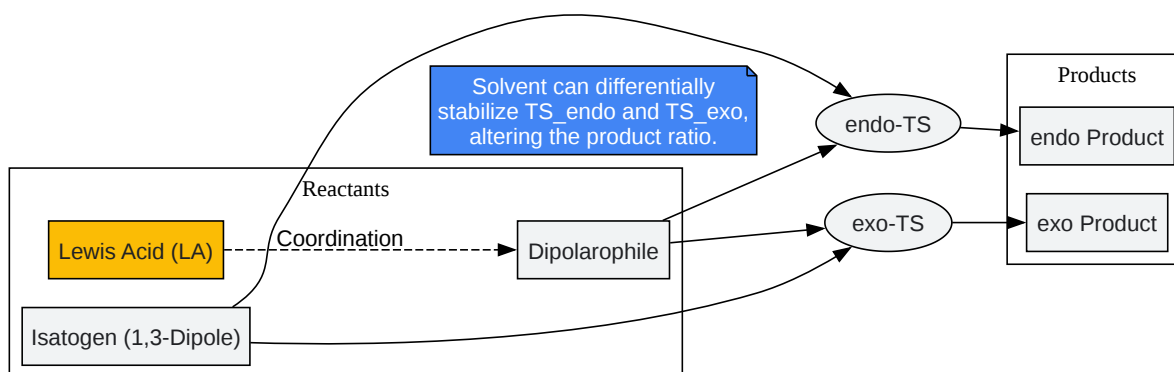 Solvent can differentially
stabilize TS_endo and TS_exo,
altering the product ratio.
Products
endo-TS
endo Product
Reactants
exo-TS
exo Product
Lewis Acid (LA)
Coordination
Dipolarophile
Isatogen (1,3-Dipole)